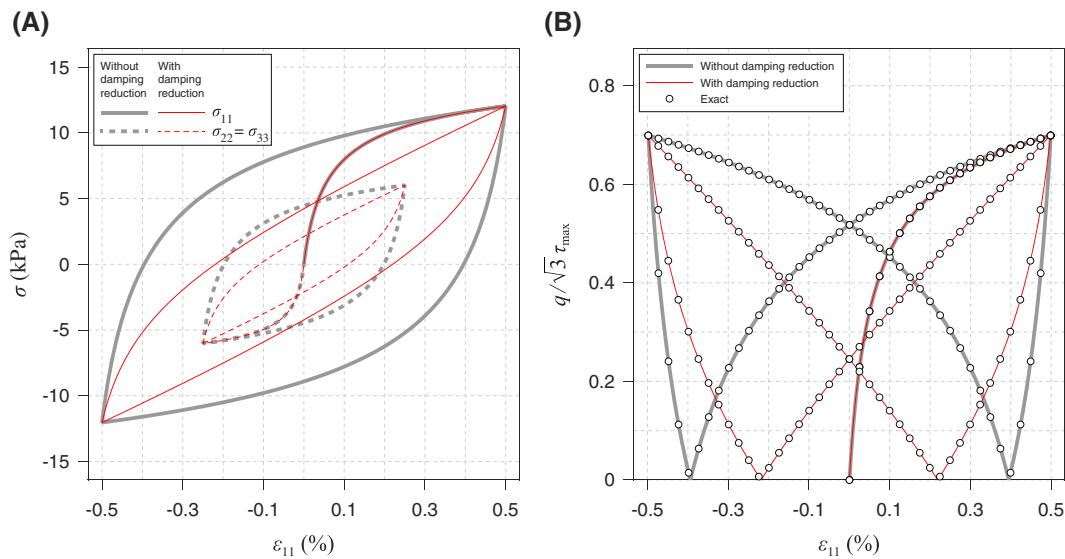 (A)
Without damping reduction
With damping reduction
σ11
σ22 = σ33
15
10
5
0
-5
-10
-15
σ (kPa)
-0.5 -0.3 -0.1 0.1 0.3 0.5
ε11 (%)
(B)
Without damping reduction
With damping reduction
Exact
0.8
0.6
0.4
0.2
0
q/√3 τmax
-0.5 -0.3 -0.1 0.1 0.3 0.5
ε11 (%)